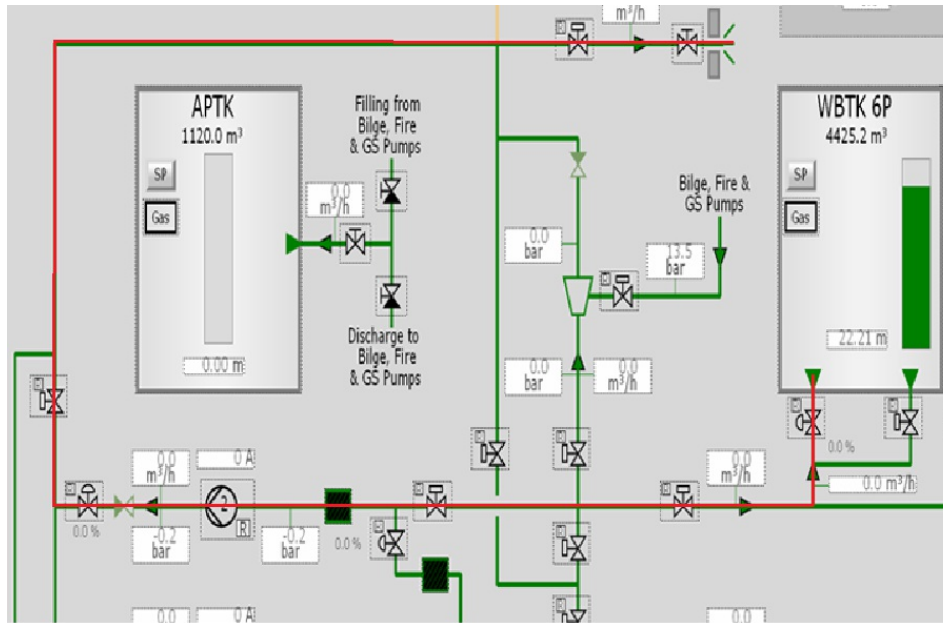 m³/h
APTK
1120.0 m³
SP
Gas
0.00 m
Filling from
Bilge, Fire
& GS Pumps
0.0
m³/h
Discharge to
Bilge, Fire
& GS Pumps
0.0
bar
Bilge, Fire &
GS Pumps
13.5
bar
0.0
bar
0.0
m³/h
WBTK 6P
4425.2 m³
SP
Gas
22.21 m
0.0 %
0.0 m³/h
0.0
m³/h
0 A
2
R
0.0 %
-0.2
bar
-0.2
bar
0.0 %
0.0
m³/h
0.0
0 A
0.0